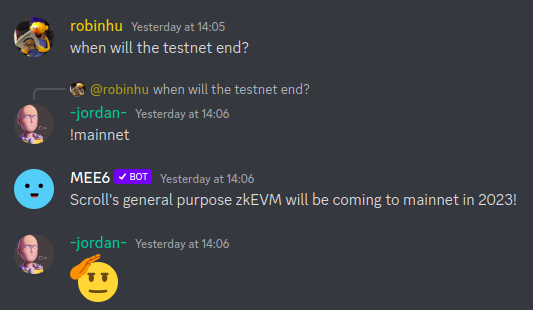 robinhu Yesterday at 14:05
when will the testnet end?
@robinhu when will the testnet end?
-jordan- Yesterday at 14:06
!mainnet
MEE6 ✓ BOT Yesterday at 14:06
Scroll's general purpose zkEVM will be coming to mainnet in 2023!
-jordan- Yesterday at 14:06